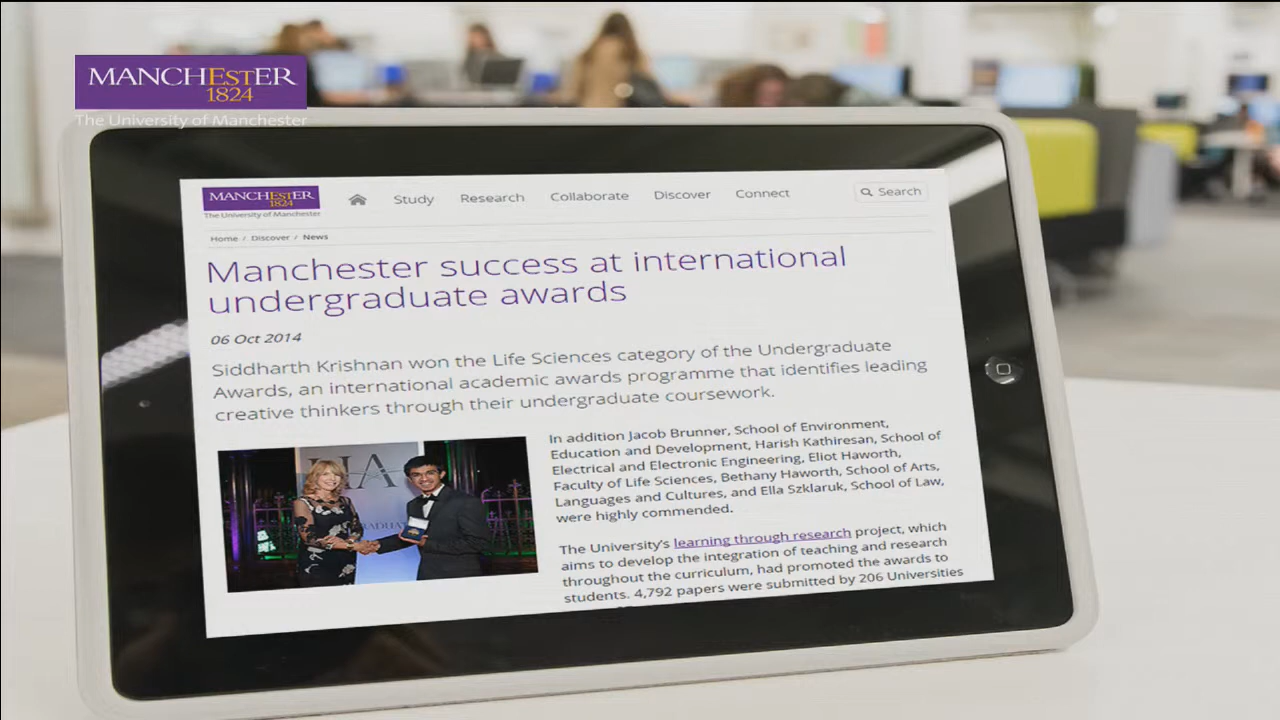 MANCHEstER
1824
The University of Manchester
MANCHEstER
1824
The University of Manchester
Study Research Collaborate Discover Connect Search
Home / Discover / News
Manchester success at international
undergraduate awards
06 Oct 2014
Siddharth Krishnan won the Life Sciences category of the Undergraduate
Awards, an international academic awards programme that identifies leading
creative thinkers through their undergraduate coursework.
In addition Jacob Brunner, School of Environment,
Education and Development, Harish Kathiresan, School of
Electrical and Electronic Engineering, Eliot Haworth,
Faculty of Life Sciences, Bethany Haworth, School of Arts,
Languages and Cultures, and Ella Szklaruk, School of Law,
were highly commended.
The University's learning through research project, which
aims to develop the integration of teaching and research
throughout the curriculum, had promoted the awards to
students. 4,792 papers were submitted by 206 Universities